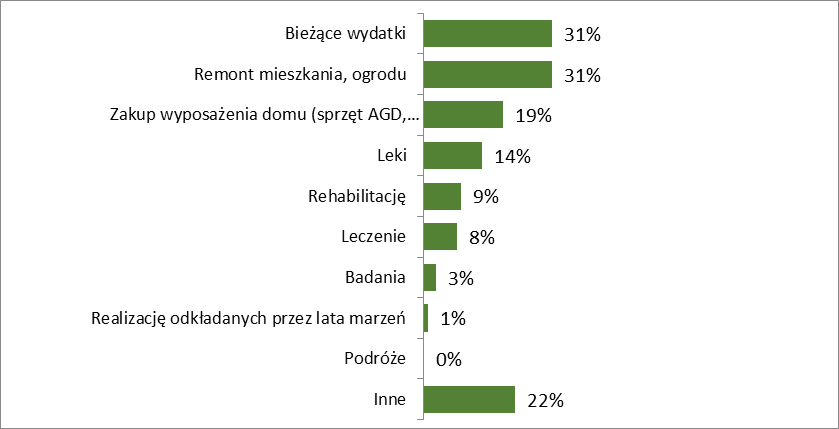 Bieżące wydatki 31%
Remont mieszkania, ogrodu 31%
Zakup wyposażenia domu (sprzęt AGD,... 19%
Leki 14%
Rehabilitację 9%
Leczenie 8%
Badania 3%
Realizację odkładanych przez lata marzeń 1%
Podróże 0%
Inne 22%